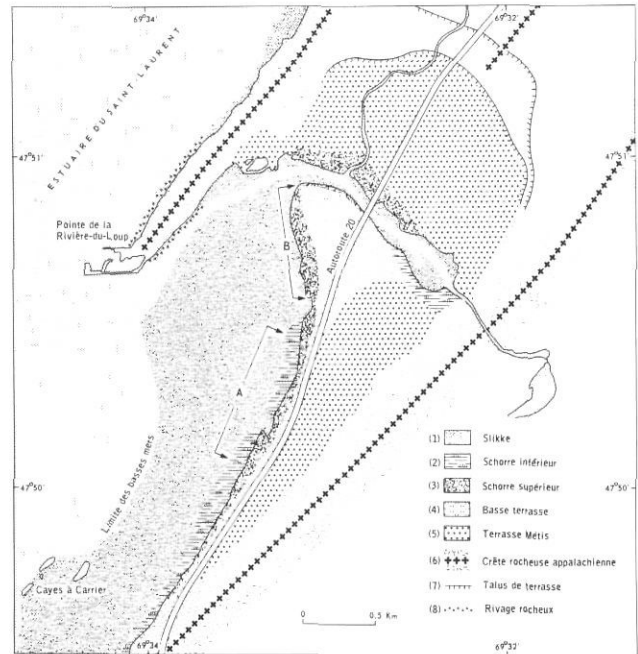 69°34'
69°32'
ESTUAIRE DU SAINT-LAURENT
47°51'
47°51'
Pointe de la
Rivière-du-Loup
B
Autoroute 20
A
Limite des basses mers
47°50'
47°50'
(1) Slikke
(2) Schorre inférieur
(3) Schorre supérieur
(4) Basse terrasse
(5) Terrasse Métis
(6) Crête rocheuse appalachienne
(7) Talus de terrasse
(8) Rivage rocheux
Cayes à Carrier
0 0.5 Km
69°34'
69°32'